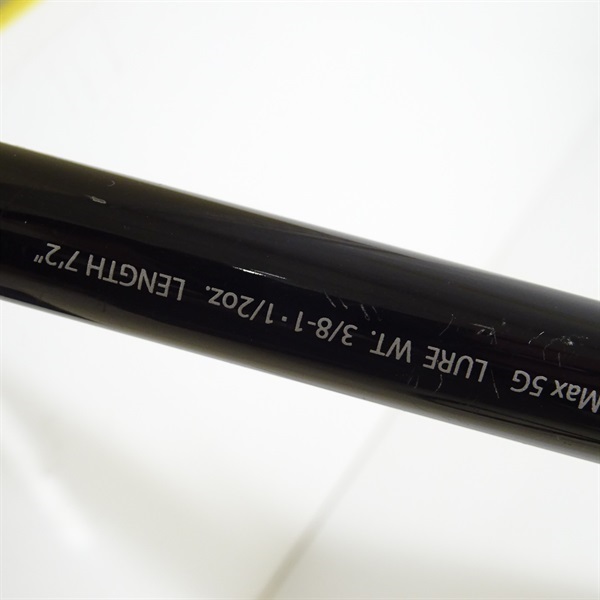 Max 5G LURE WT. 3/8-1・1/2oz. LENGTH 7'2"